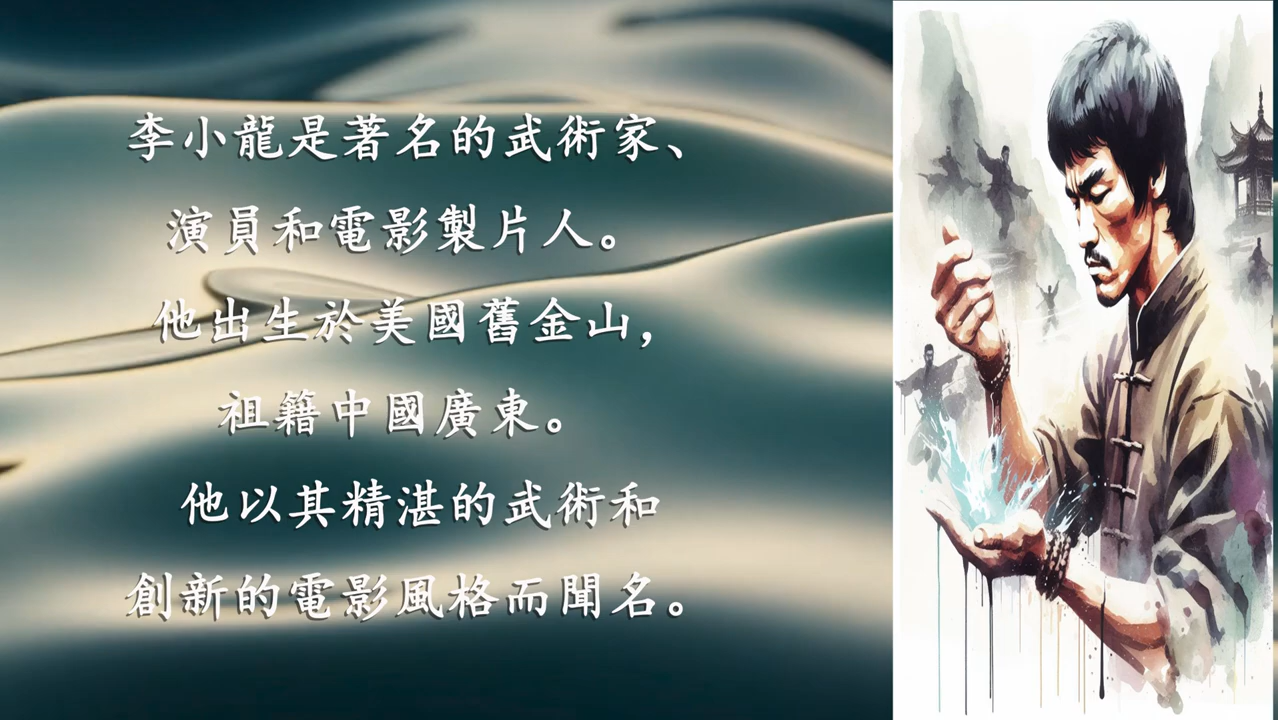 李小龍是著名的武術家、
演員和電影製片人。
他出生於美國舊金山，
祖籍中國廣東。
他以其精湛的武術和
創新的電影風格而聞名。